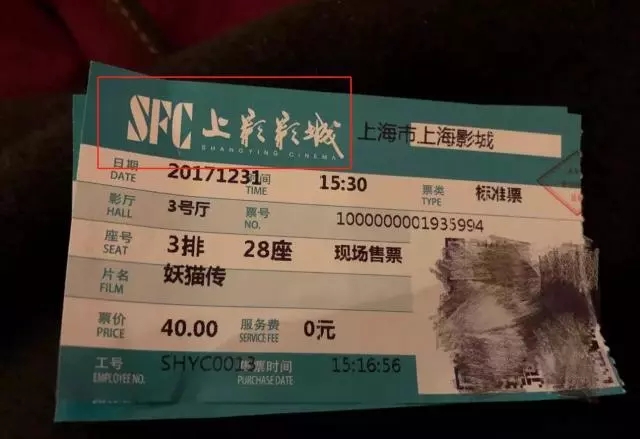 SFC 上影影城 上海市上海影城
SHANGYING CINEMA
日期 20171231 时间 15:30 票类 标准票
DATE TIME TYPE
影厅 3号厅 票号 1000000001935994
HALL NO.
座号 3排 28座 现场售票
SEAT
片名 妖猫传
FILM
票价 40.00 服务费 0元
PRICE SERVICE FEE
工号 SHYC0013 售票时间 15:16:56
EMPLOYEE NO. PURCHASE DATE